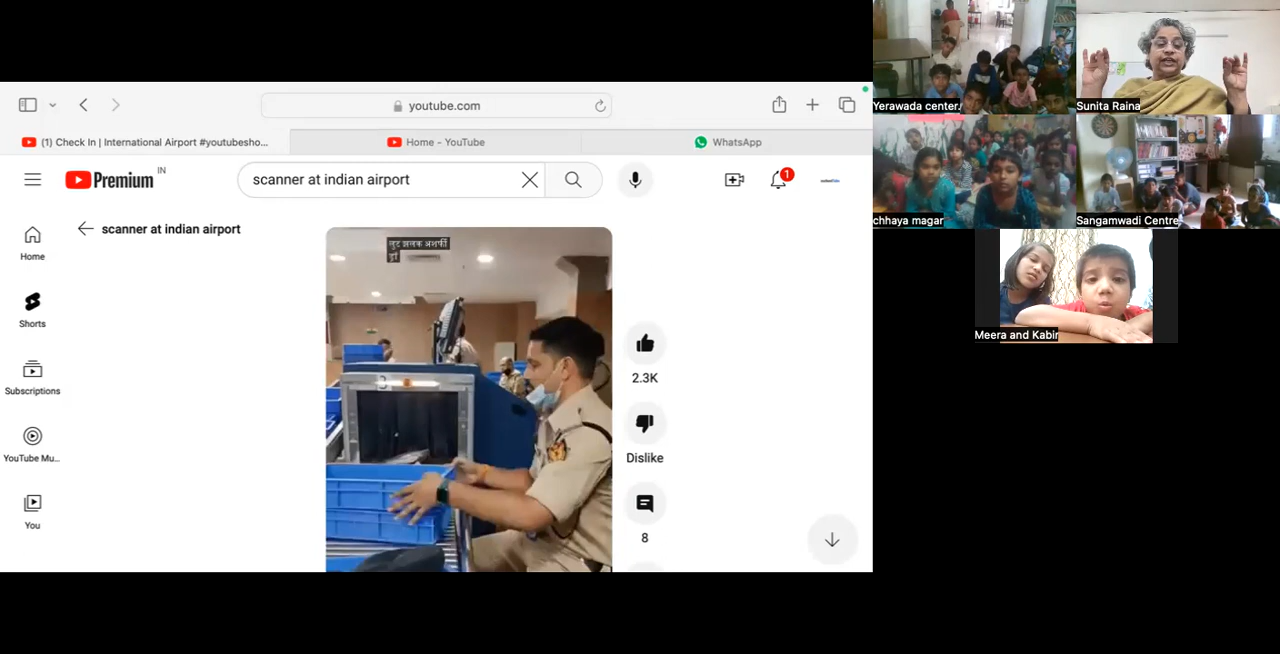 youtube.com
(1) Check In | International Airport #youtubesho...
Home - YouTube
WhatsApp
Premium IN
scanner at indian airport
1
scanner at indian airport
Home
Shorts
Subscriptions
YouTube Mu...
You
3
2.3K
Dislike
8
Yerawada center.
Sunita Raina
chhaya magar
Sangamwadi Centre
Meera and Kabir